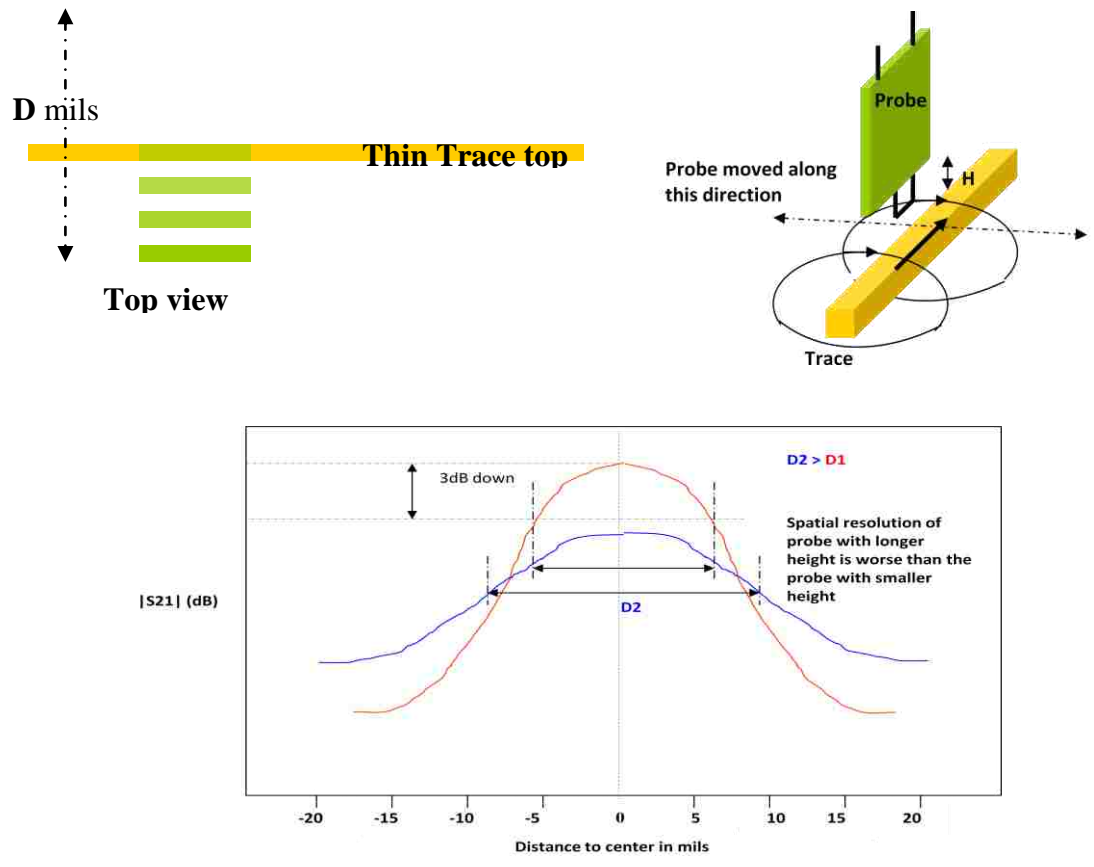 D mils
Thin Trace top
Top view
Probe
Probe moved along
this direction
H
Trace
3dB down
D2 > D1
Spatial resolution of
probe with longer
height is worse than the
probe with smaller
height
|S21| (dB)
D2
-20 -15 -10 -5 0 5 10 15 20
Distance to center in mils